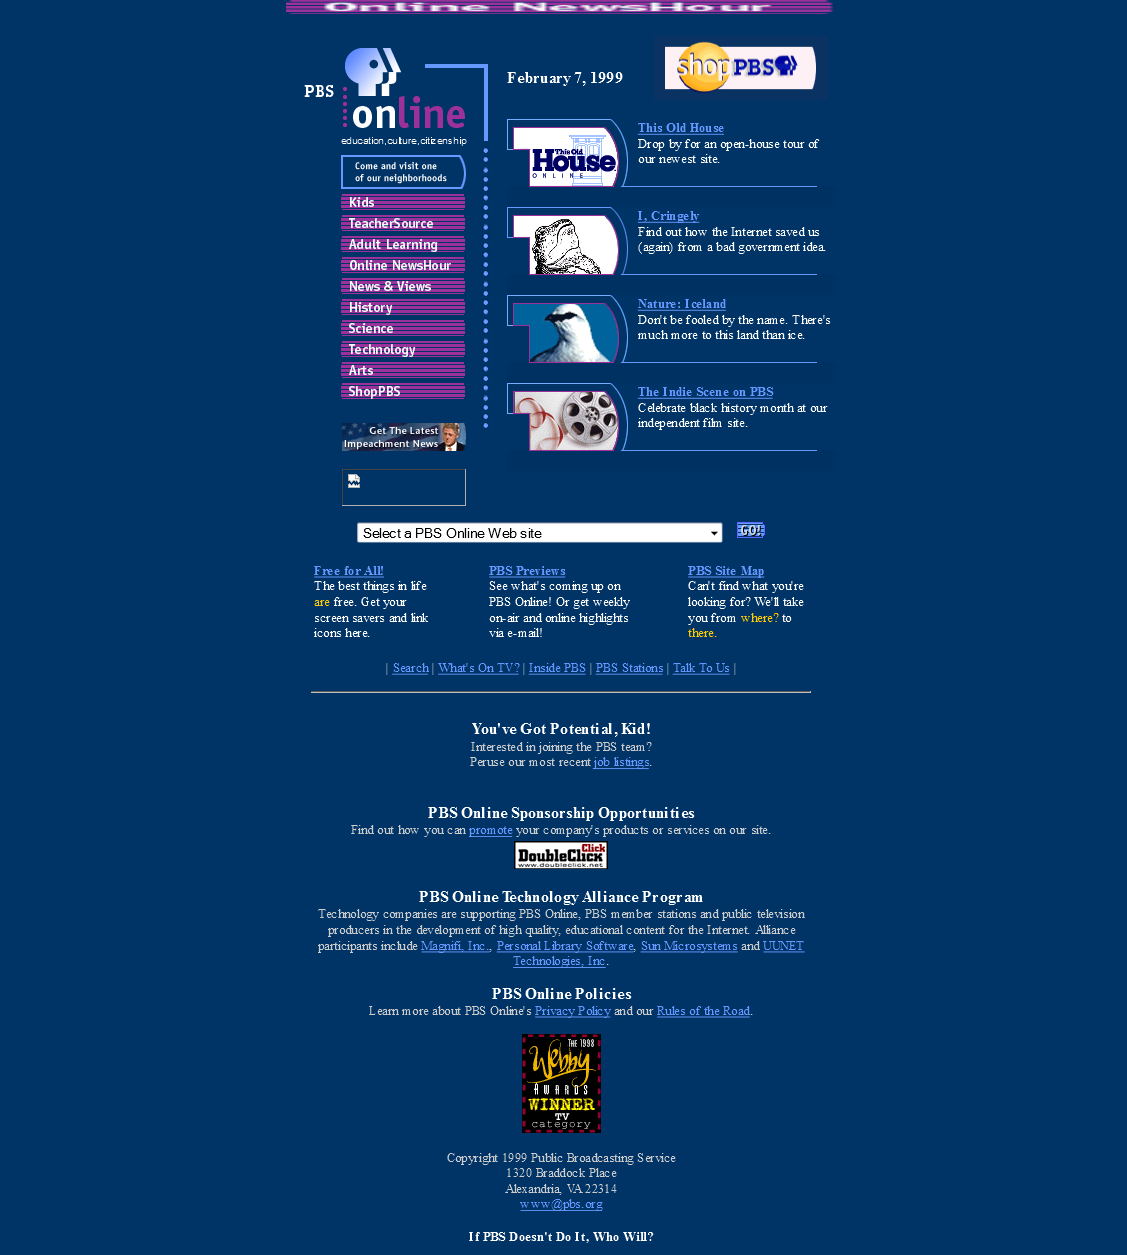 Online NewsHour
PBS
online
education, culture, citizenship
February 7, 1999
shop PBS
Come and visit one
of our neighborhoods
Kids
TeacherSource
Adult Learning
Online NewsHour
News & Views
History
Science
Technology
Arts
ShopPBS
Get The Latest
Impeachment News
This Old
House
ONLINE
This Old House
Drop by for an open-house tour of
our newest site.
I, Cringely
Find out how the Internet saved us
(again) from a bad government idea.
Nature: Iceland
Don't be fooled by the name. There's
much more to this land than ice.
The Indie Scene on PBS
Celebrate black history month at our
independent film site.
Select a PBS Online Web site
GO!
Free for All!
The best things in life
are free. Get your
screen savers and link
icons here.
PBS Previews
See what's coming up on
PBS Online! Or get weekly
on-air and online highlights
via e-mail!
PBS Site Map
Can't find what you're
looking for? We'll take
you from where? to
there.
| Search | What's On TV? | Inside PBS | PBS Stations | Talk To Us |
You've Got Potential, Kid!
Interested in joining the PBS team?
Peruse our most recent job listings.
PBS Online Sponsorship Opportunities
Find out how you can promote your company's products or services on our site.
Click
DoubleClick
www.doubleclick.net
PBS Online Technology Alliance Program
Technology companies are supporting PBS Online, PBS member stations and public television
producers in the development of high quality, educational content for the Internet. Alliance
participants include Magnifi, Inc., Personal Library Software, Sun Microsystems and UUNET
Technologies, Inc.
PBS Online Policies
Learn more about PBS Online's Privacy Policy and our Rules of the Road.
THE 1998
Webby
AWARDS
WINNER
TV
category
Copyright 1999 Public Broadcasting Service
1320 Braddock Place
Alexandria, VA 22314
www@pbs.org
If PBS Doesn't Do It, Who Will?